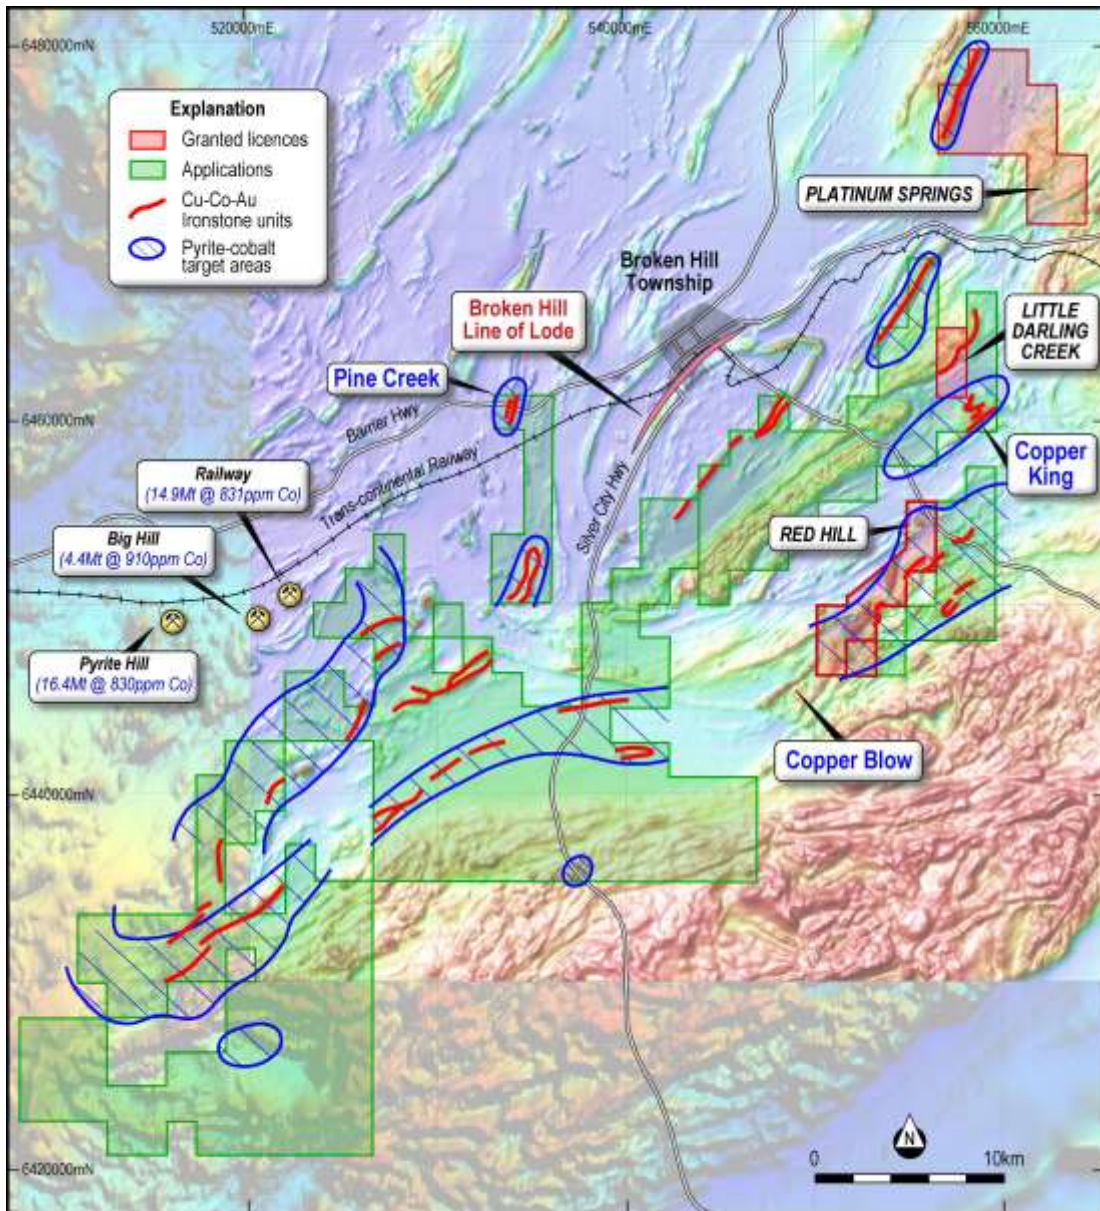 520000mE
540000mE
560000mE
6480000mN
Explanation
Granted licences
Applications
Cu-Co-Au
Ironstone units
Pyrite-cobalt
target areas
PLATINUM SPRINGS
Broken Hill
Township
Broken Hill
Line of Lode
LITTLE
DARLING
CREEK
Pine Creek
6460000mN
Barrier Hwy
Trans-continental Railway
Silver City Hwy
Copper
King
Railway
(14.9Mt @ 831ppm Co)
RED HILL
Big Hill
(4.4Mt @ 910ppm Co)
Pyrite Hill
(16.4Mt @ 830ppm Co)
Copper Blow
6440000mN
N
0
10km
6420000mN